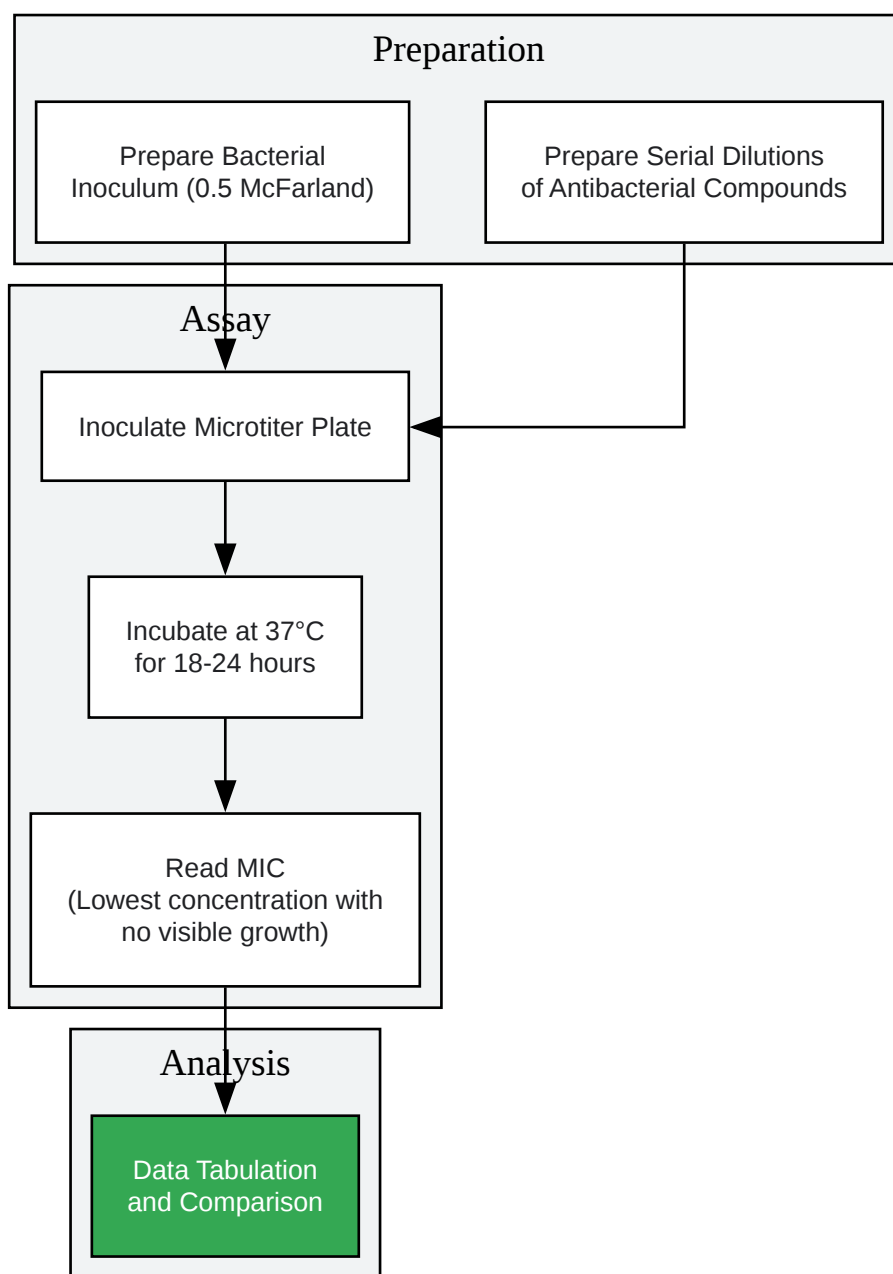 Preparation
Prepare Bacterial
Inoculum (0.5 McFarland)
Prepare Serial Dilutions
of Antibacterial Compounds
Assay
Inoculate Microtiter Plate
Incubate at 37°C
for 18-24 hours
Read MIC
(Lowest concentration with
no visible growth)
Analysis
Data Tabulation
and Comparison